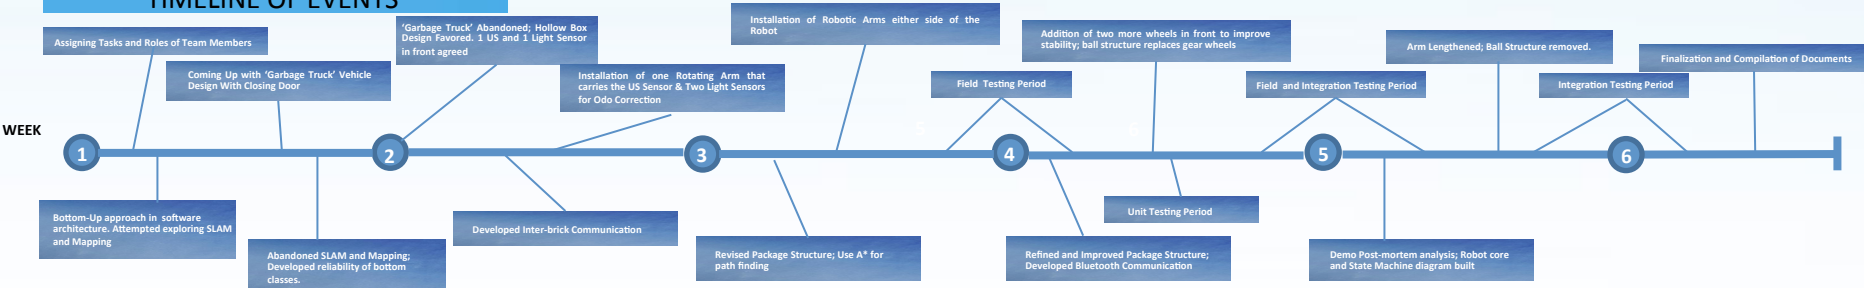 TIMELINE OF EVENTS
Assigning Tasks and Roles of Team Members
Coming Up with ‘Garbage Truck’ Vehicle
Design With Closing Door
‘Garbage Truck’ Abandoned; Hollow Box
Design Favored. 1 US and 1 Light Sensor
in front agreed
Installation of one Rotating Arm that
carries the US Sensor & Two Light Sensors
for Odo Correction
Installation of Robotic Arms either side of the
Robot
Field Testing Period
Addition of two more wheels in front to improve
stability; ball structure replaces gear wheels
Field and Integration Testing Period
Arm Lengthened; Ball Structure removed.
Integration Testing Period
Finalization and Compilation of Documents
5
6
WEEK
1
2
3
4
5
6
Bottom-Up approach in software
architecture. Attempted exploring SLAM
and Mapping
Abandoned SLAM and Mapping;
Developed reliability of bottom
classes.
Developed Inter-brick Communication
Revised Package Structure; Use A* for
path finding
Refined and Improved Package Structure;
Developed Bluetooth Communication
Unit Testing Period
Demo Post-mortem analysis; Robot core
and State Machine diagram built